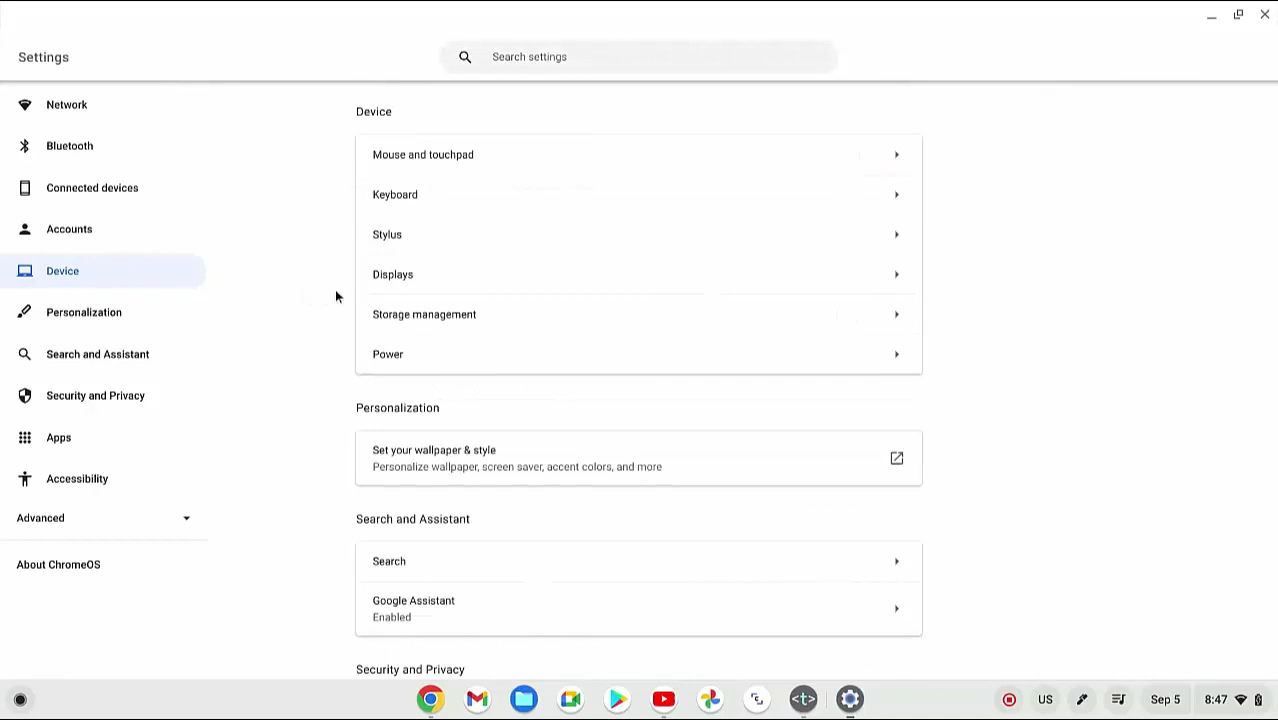 Settings
Search settings
Network
Bluetooth
Connected devices
Accounts
Device
Personalization
Search and Assistant
Security and Privacy
Apps
Accessibility
Advanced
About ChromeOS
Device
Mouse and touchpad
Keyboard
Stylus
Displays
Storage management
Power
Personalization
Set your wallpaper & style
Personalize wallpaper, screen saver, accent colors, and more
Search and Assistant
Search
Google Assistant
Enabled
Security and Privacy
<t>
US
Sep 5
8:47